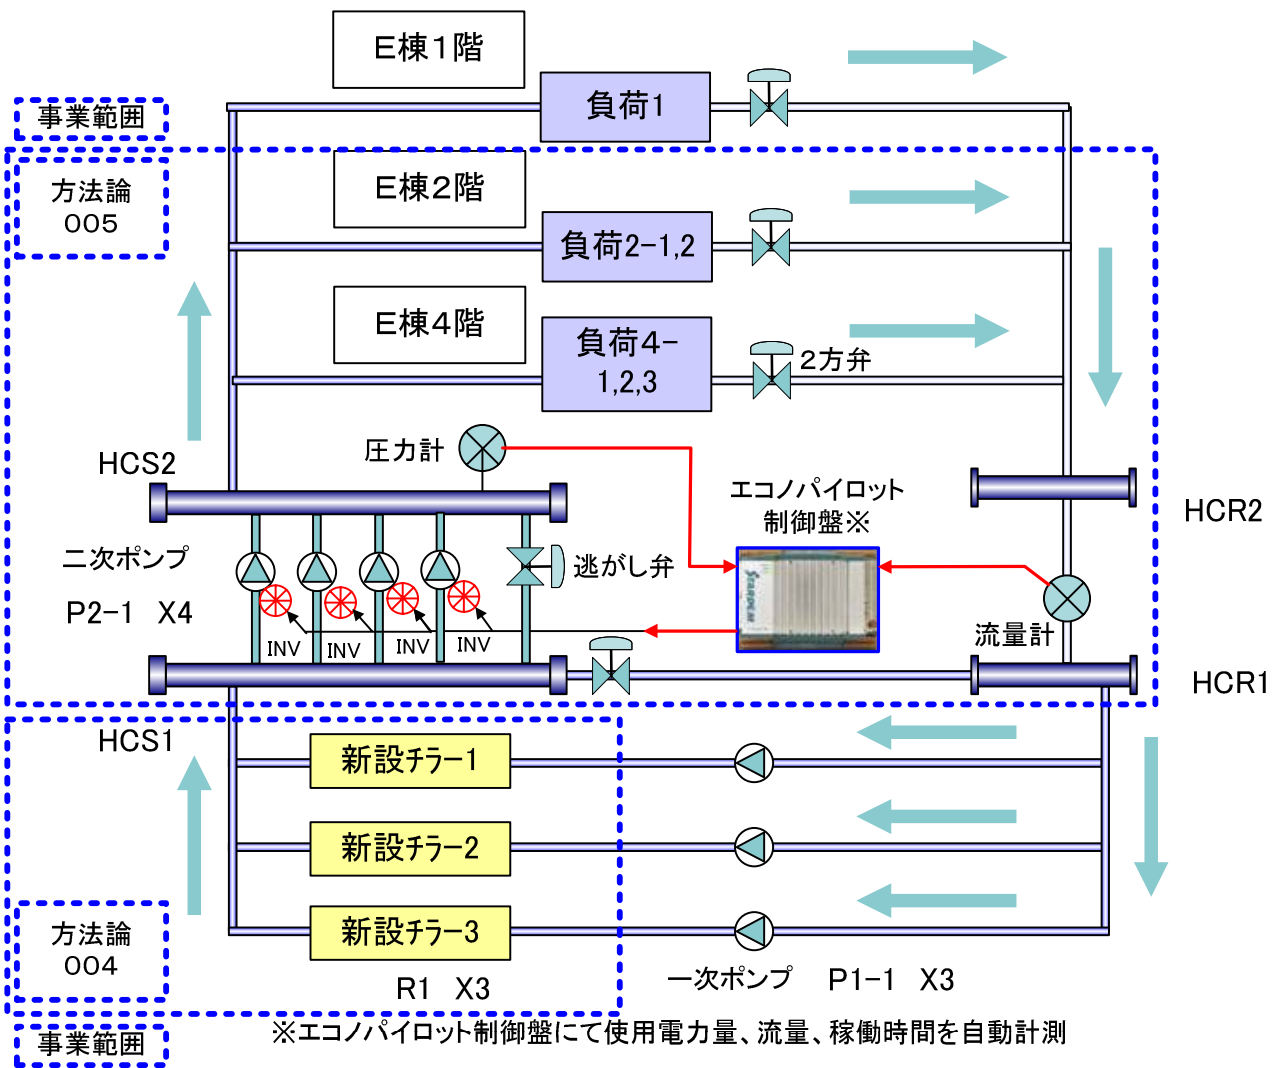 E棟1階
負荷1
事業範囲
方法論
005
E棟2階
負荷2-1,2
E棟4階
負荷4-
1,2,3
2方弁
圧力計
HCS2
エコノパイロット
制御盤※
HCR2
二次ポンプ
P2-1 X4
逃がし弁
STARDOM
流量計
INV
INV
INV
INV
HCR1
HCS1
新設チラー1
新設チラー2
新設チラー3
方法論
004
R1 X3
一次ポンプ P1-1 X3
事業範囲
※エコノパイロット制御盤にて使用電力量、流量、稼働時間を自動計測